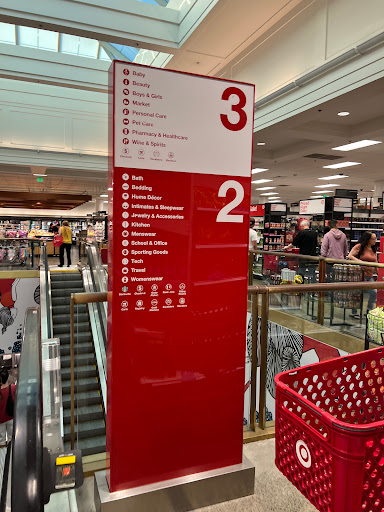 3
Baby
Beauty
Boys & Girls
Market
Personal Care
Pet Care
Pharmacy & Healthcare
Wine & Spirits
2
Bath
Bedding
Home Décor
Intimates & Sleepwear
Jewelry & Accessories
Kitchen
Menswear
School & Office
Sporting Goods
Tech
Travel
Womenswear